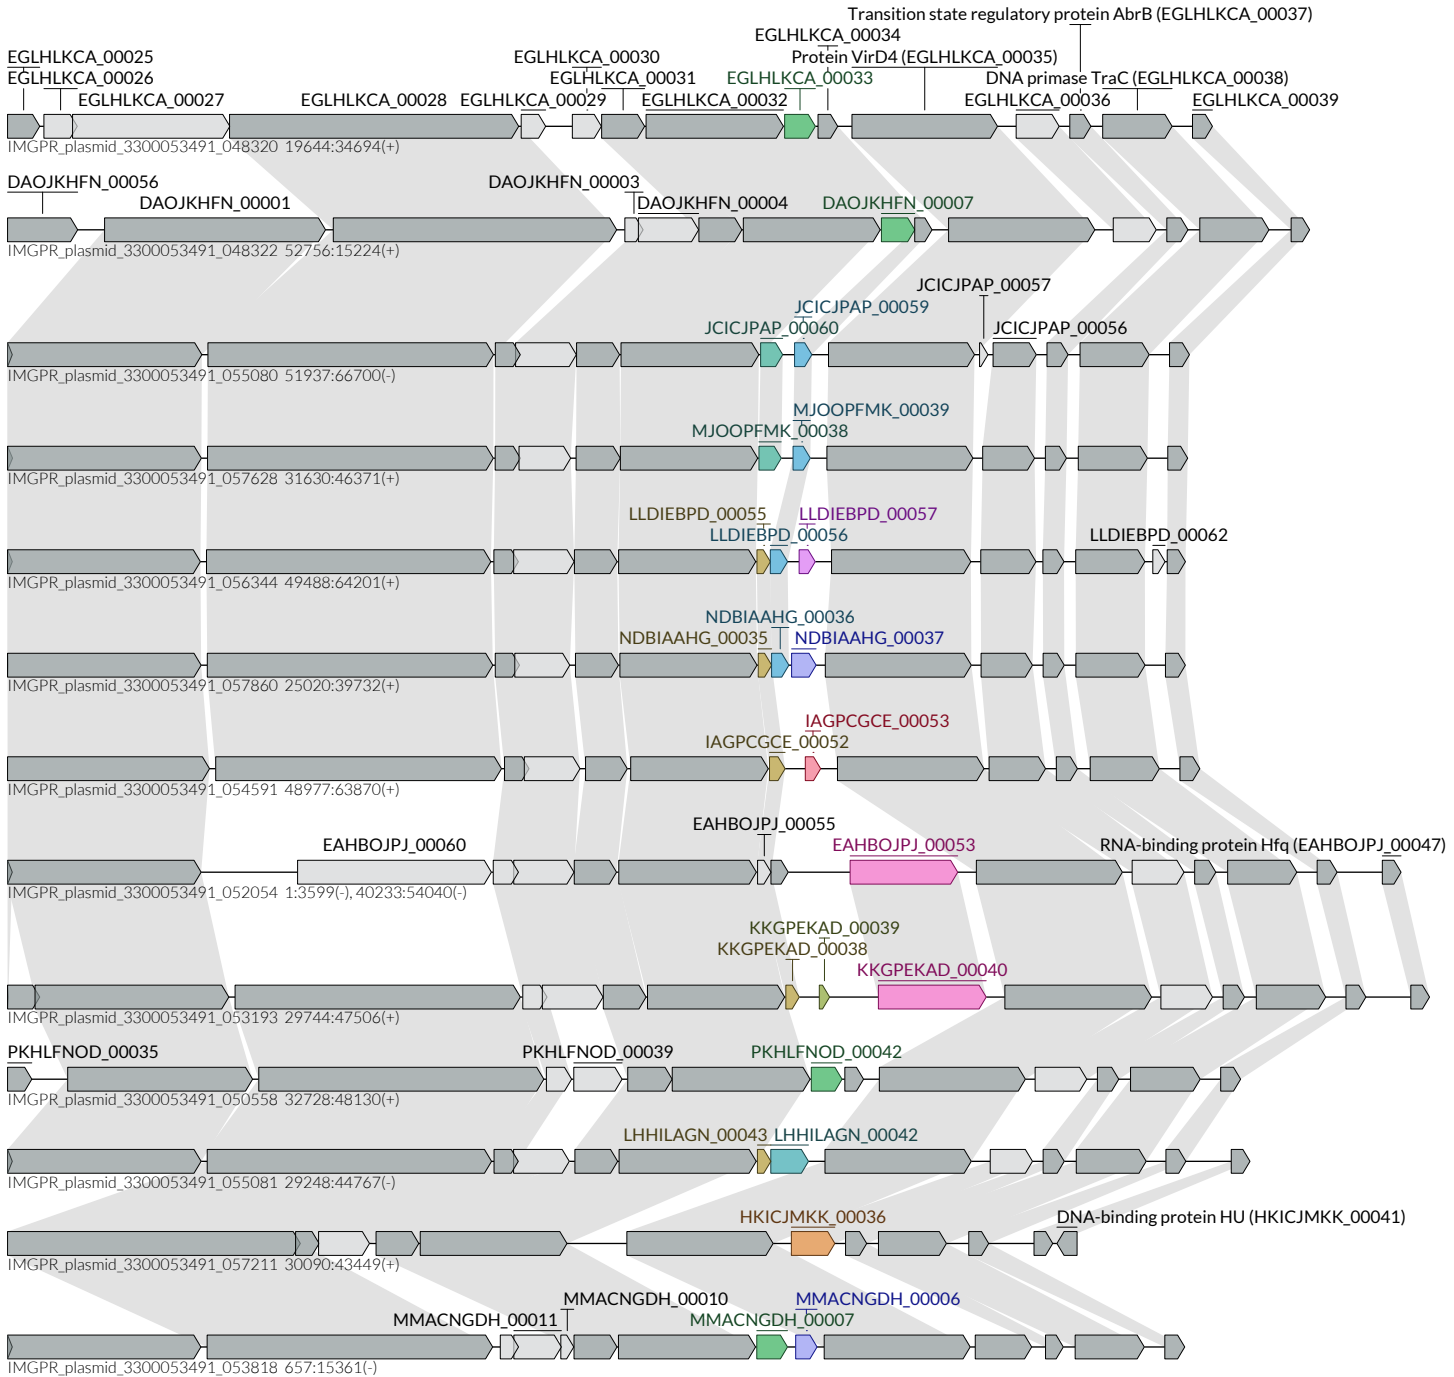 Transition state regulatory protein AbrB (EGLHLKCA_00037)
EGLHLKCA_00034
EGLHLKCA_00025 EGLHLKCA_00030 Protein VirD4 (EGLHLKCA_00035)
EGLHLKCA_00026 EGLHLKCA_00031 EGLHLKCA_00033 DNA primase TraC (EGLHLKCA_00038)
EGLHLKCA_00027 EGLHLKCA_00028 EGLHLKCA_00029 EGLHLKCA_00032 EGLHLKCA_00036 EGLHLKCA_00039
IMGPR_plasmid_3300053491_048320 19644:34694(+)
DAOJKHFN_00056 DAOJKHFN_00003
DAOJKHFN_00001 DAOJKHFN_00004 DAOJKHFN_00007
IMGPR_plasmid_3300053491_048322 52756:15224(+)
JCICJPAP_00057
JCICJPAP_00059
JCICJPAP_00060 JCICJPAP_00056
IMGPR_plasmid_3300053491_055080 51937:66700(-)
MJOOPFMK_00039
MJOOPFMK_00038
IMGPR_plasmid_3300053491_057628 31630:46371(+)
LLDIEBPD_00055 LLDIEBPD_00057
LLDIEBPD_00056 LLDIEBPD_00062
IMGPR_plasmid_3300053491_056344 49488:64201(+)
NDBIAAHG_00036
NDBIAAHG_00035 NDBIAAHG_00037
IMGPR_plasmid_3300053491_057860 25020:39732(+)
IAGPCGCE_00053
IAGPCGCE_00052
IMGPR_plasmid_3300053491_054591 48977:63870(+)
EAHBOJPJ_00055
EAHBOJPJ_00060 EAHBOJPJ_00053 RNA-binding protein Hfq (EAHBOJPJ_00047)
IMGPR_plasmid_3300053491_052054 1:3599(-), 40233:54040(-)
KKGPEKAD_00039
KKGPEKAD_00038
KKGPEKAD_00040
IMGPR_plasmid_3300053491_053193 29744:47506(+)
PKHLFNOD_00035 PKHLFNOD_00039 PKHLFNOD_00042
IMGPR_plasmid_3300053491_050558 32728:48130(+)
LHHILAGN_00043 LHHILAGN_00042
IMGPR_plasmid_3300053491_055081 29248:44767(-)
HKICJMKK_00036 DNA-binding protein HU (HKICJMKK_00041)
IMGPR_plasmid_3300053491_057211 30090:43449(+)
MMACNGDH_00010 MMACNGDH_00006
MMACNGDH_00011 MMACNGDH_00007
IMGPR_plasmid_3300053491_053818 657:15361(-)